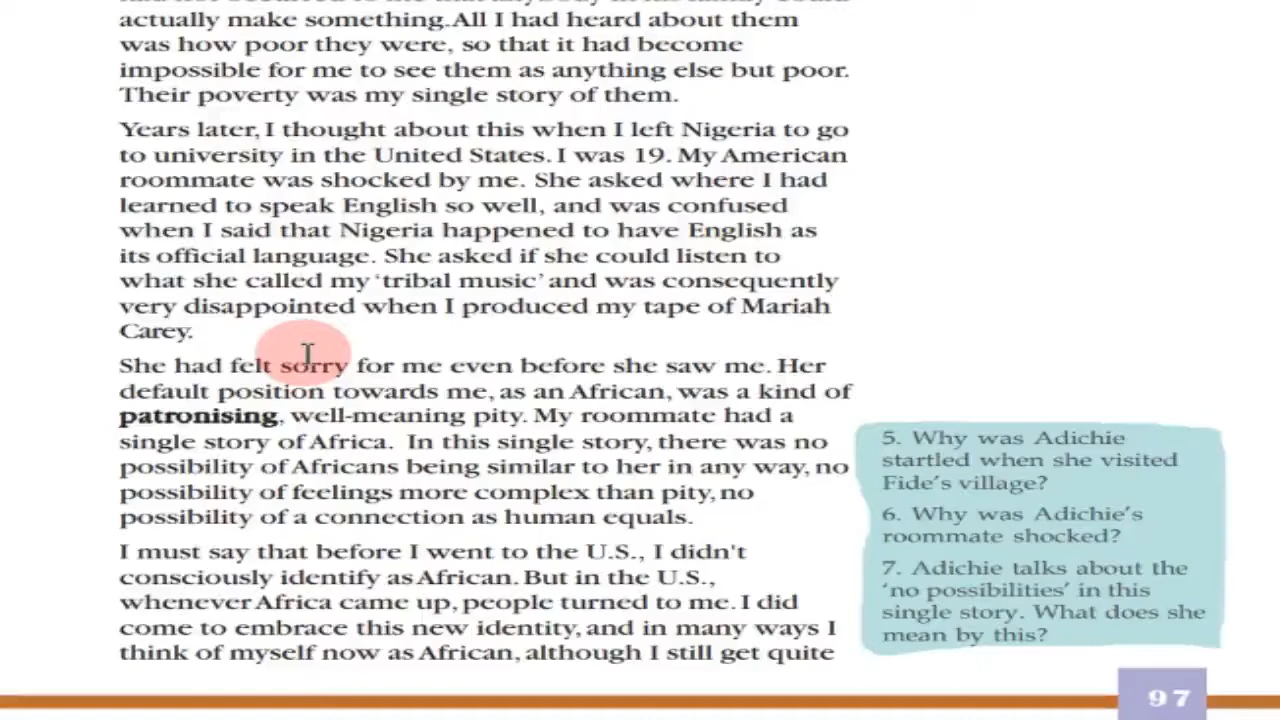 actually make something. All I had heard about them
was how poor they were, so that it had become
impossible for me to see them as anything else but poor.
Their poverty was my single story of them.
Years later, I thought about this when I left Nigeria to go
to university in the United States. I was 19. My American
roommate was shocked by me. She asked where I had
learned to speak English so well, and was confused
when I said that Nigeria happened to have English as
its official language. She asked if she could listen to
what she called my ‘tribal music’ and was consequently
very disappointed when I produced my tape of Mariah
Carey.
She had felt sorry for me even before she saw me. Her
default position towards me, as an African, was a kind of
patronising, well-meaning pity. My roommate had a
single story of Africa. In this single story, there was no
possibility of Africans being similar to her in any way, no
possibility of feelings more complex than pity, no
possibility of a connection as human equals.
I must say that before I went to the U.S., I didn't
consciously identify as African. But in the U.S.,
whenever Africa came up, people turned to me. I did
come to embrace this new identity, and in many ways I
think of myself now as African, although I still get quite
5. Why was Adichie
startled when she visited
Fide’s village?
6. Why was Adichie’s
roommate shocked?
7. Adichie talks about the
‘no possibilities’ in this
single story. What does she
mean by this?
97